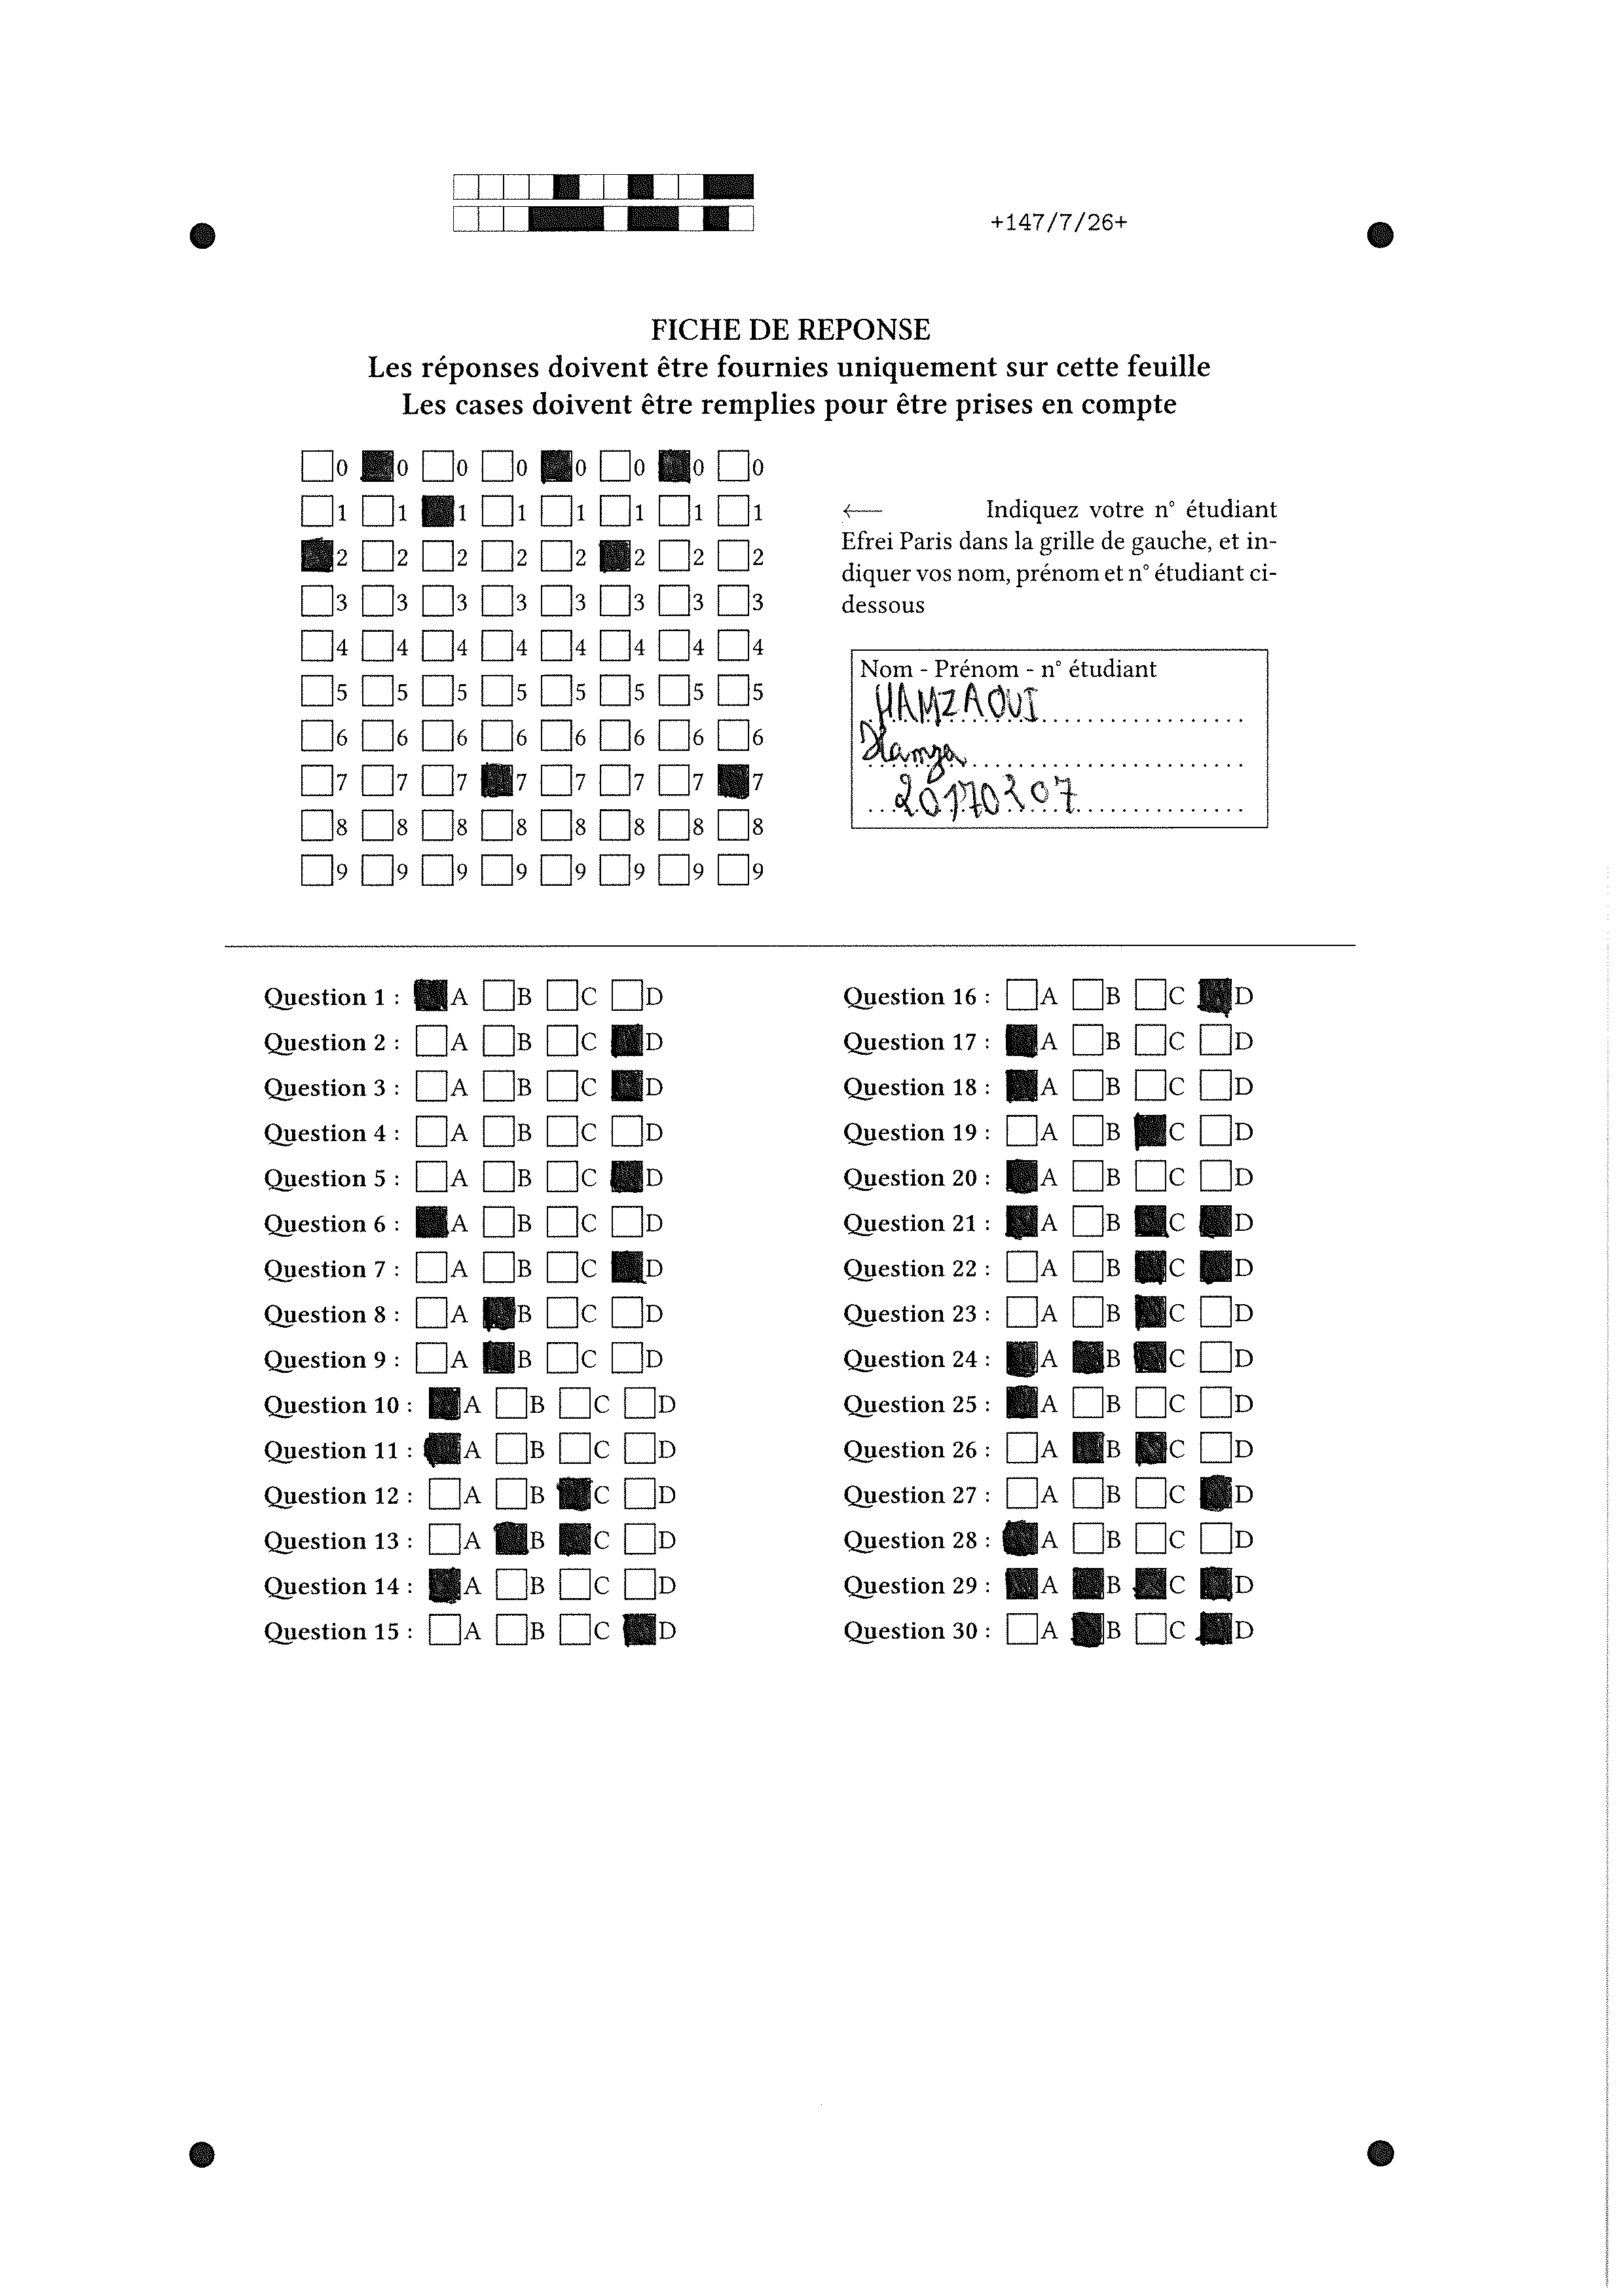 +147/7/26+
FICHE DE REPONSE
Les réponses doivent être fournies uniquement sur cette feuille
Les cases doivent être remplies pour être prises en compte
0 0 0 0 0 0 0 0
1 1 1 1 1 1 1 1
2 2 2 2 2 2 2 2
3 3 3 3 3 3 3 3
4 4 4 4 4 4 4 4
5 5 5 5 5 5 5 5
6 6 6 6 6 6 6 6
7 7 7 7 7 7 7 7
8 8 8 8 8 8 8 8
9 9 9 9 9 9 9 9
← Indiquez votre n° étudiant
Efrei Paris dans la grille de gauche, et in-
diquer vos nom, prénom et n° étudiant ci-
dessous
Nom - Prénom - n° étudiant
HAMZAOUI
Hamza
20170207
Question 1 : A B C D
Question 2 : A B C D
Question 3 : A B C D
Question 4 : A B C D
Question 5 : A B C D
Question 6 : A B C D
Question 7 : A B C D
Question 8 : A B C D
Question 9 : A B C D
Question 10 : A B C D
Question 11 : A B C D
Question 12 : A B C D
Question 13 : A B C D
Question 14 : A B C D
Question 15 : A B C D
Question 16 : A B C D
Question 17 : A B C D
Question 18 : A B C D
Question 19 : A B C D
Question 20 : A B C D
Question 21 : A B C D
Question 22 : A B C D
Question 23 : A B C D
Question 24 : A B C D
Question 25 : A B C D
Question 26 : A B C D
Question 27 : A B C D
Question 28 : A B C D
Question 29 : A B C D
Question 30 : A B C D